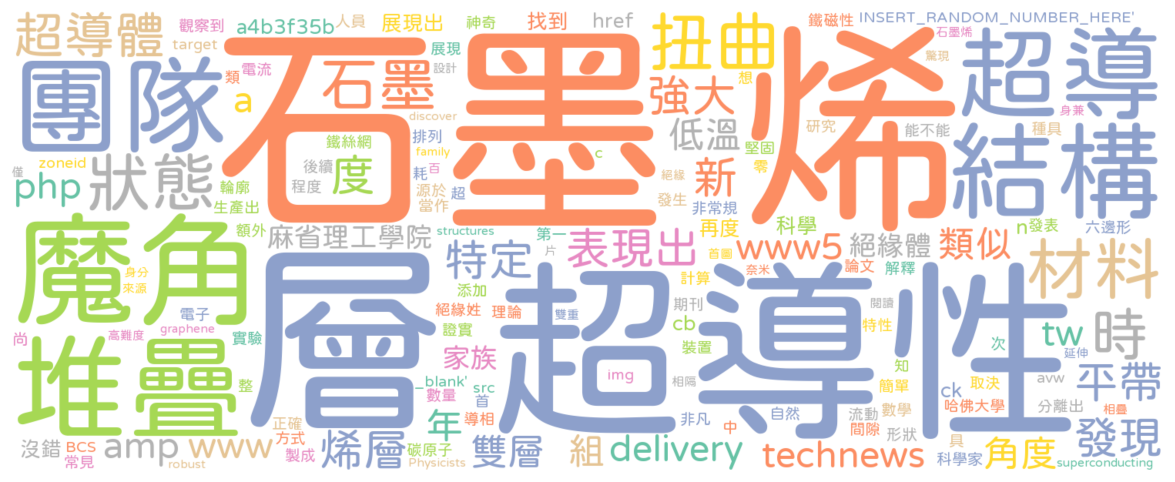 超導體
觀察到
a4b3f35b
人員
展現出
神奇
找到
href
扭曲
鐵磁性
INSERT_RANDOM_NUMBER_HERE'
target
類
電流
展現
設計
石墨烯
驚現
想
超導
團隊
a
石墨
石墨烯
強大
身兼
discover
低溫
研究
能不能
種具
鐵絲網
排列
zoneid
後續
度
family
c
堅固
零
結構
僅
php
狀態
輪廓
程度
耗
百
源於
超
當作
絕緣
新
發生
非常規
生產出
額外
麻省理工學院
structures
第一
再度
科學
n
發表
六邊形
魔角
特定
片
表現出
首圖
www5
絕緣體
類似
材料
身分
來源
層
超導性
添加
奈米
計算
論文
解釋
電子
絕緣姓
理論
雙重
期刊
閱讀
尚
高難度
graphene
實驗
證實
cb
特性
tw
時
堆疊
家族
裝置
次
延伸
整
_blank'
src
img
相隔
知
簡單
取決
avw
平帶
數量
首
ck
正確
年
導相
非凡
自然
流動
數學
哈佛大學
分離出
相疊
沒錯
BCS
amp
www
方式
烯層
碳原子
雙層
組
delivery
中
間隙
形狀
具
角度
發現
常見
robust
製成
Physicists
technews
科學家
superconducting